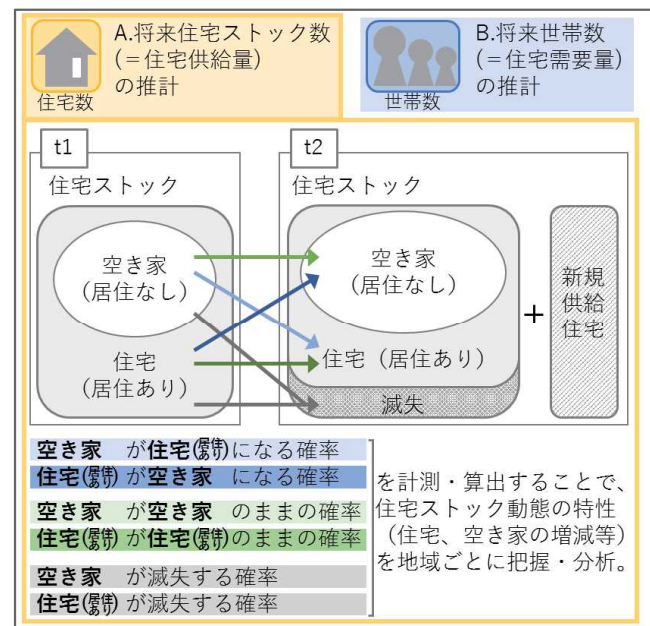 A.将来住宅ストック数
(＝住宅供給量)
の推計
住宅数
B.将来世帯数
(＝住宅需要量)
の推計
世帯数
t1
住宅ストック
空き家
(居住なし)
住宅
(居住あり)
t2
住宅ストック
空き家
(居住なし)
住宅（居住あり）
滅失
+
新規
供給
住宅
空き家 が住宅(居住あり)になる確率
住宅(居住あり)が空き家 になる確率
空き家 が空き家 のままの確率
住宅(居住あり)が住宅(居住あり)のままの確率
空き家 が滅失する確率
住宅(居住あり)が滅失する確率
を計測・算出することで、
住宅ストック動態の特性
（住宅、空き家の増減等）
を地域ごとに把握・分析。